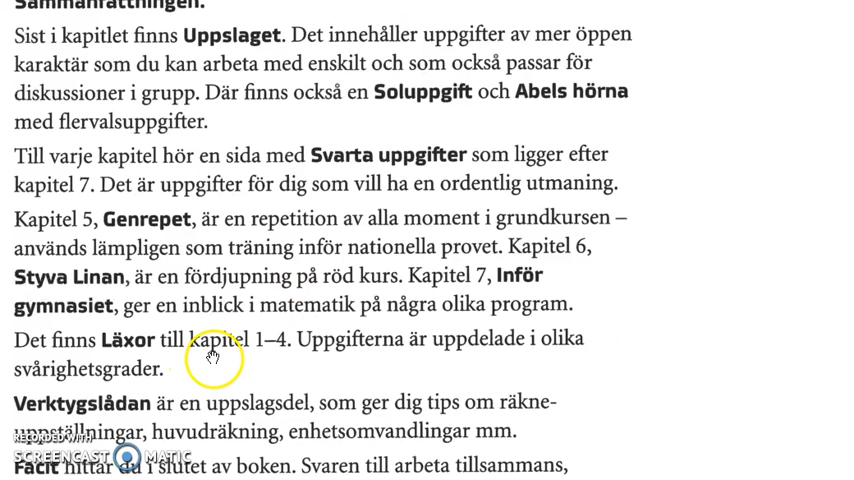 Sammanfattningen.
Sist i kapitlet finns Uppslaget. Det innehåller uppgifter av mer öppen
karaktär som du kan arbeta med enskilt och som också passar för
diskussioner i grupp. Där finns också en Soluppgift och Abels hörna
med flervalsuppgifter.
Till varje kapitel hör en sida med Svarta uppgifter som ligger efter
kapitel 7. Det är uppgifter för dig som vill ha en ordentlig utmaning.
Kapitel 5, Genrepet, är en repetition av alla moment i grundkursen –
används lämpligen som träning inför nationella provet. Kapitel 6,
Styva Linan, är en fördjupning på röd kurs. Kapitel 7, Inför
gymnasiet, ger en inblick i matematik på några olika program.
Det finns Läxor till kapitel 1–4. Uppgifterna är uppdelade i olika
svårighetsgrader.
Verktygslådan är en uppslagsdel, som ger dig tips om räkne-
uppställningar, huvudräkning, enhetsomvandlingar mm.
RECORDED WITH
SCREENCAST MATIC
Facit hittar du i slutet av boken. Svaren till arbeta tillsammans,